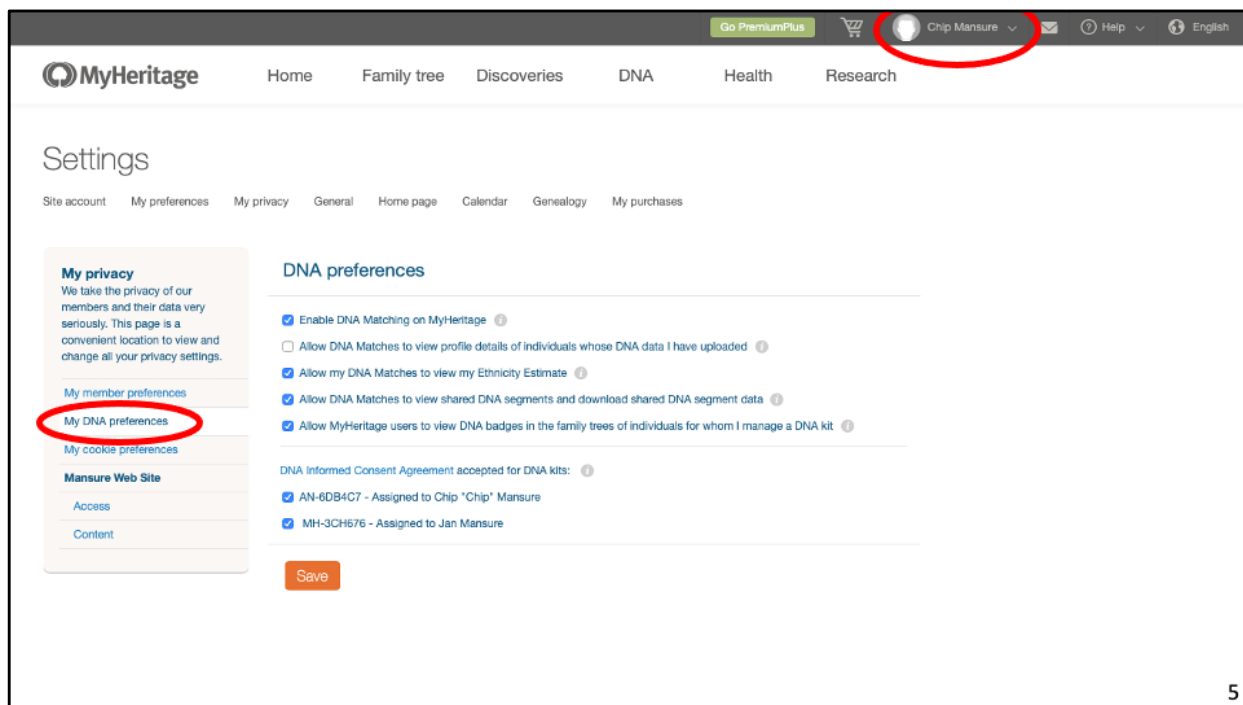 Go PremiumPlus Chip Mansure Help English
MyHeritage Home Family tree Discoveries DNA Health Research
Settings
Site account My preferences My privacy General Home page Calendar Genealogy My purchases
My privacy
We take the privacy of our
members and their data very
seriously. This page is a
convenient location to view and
change all your privacy settings.
My member preferences
My DNA preferences
My cookie preferences
Mansure Web Site
Access
Content
DNA preferences
Enable DNA Matching on MyHeritage
Allow DNA Matches to view profile details of individuals whose DNA data I have uploaded
Allow my DNA Matches to view my Ethnicity Estimate
Allow DNA Matches to view shared DNA segments and download shared DNA segment data
Allow MyHeritage users to view DNA badges in the family trees of individuals for whom I manage a DNA kit
DNA Informed Consent Agreement accepted for DNA kits:
AN-6DB4C7 - Assigned to Chip "Chip" Mansure
MH-3CH676 - Assigned to Jan Mansure
Save
5